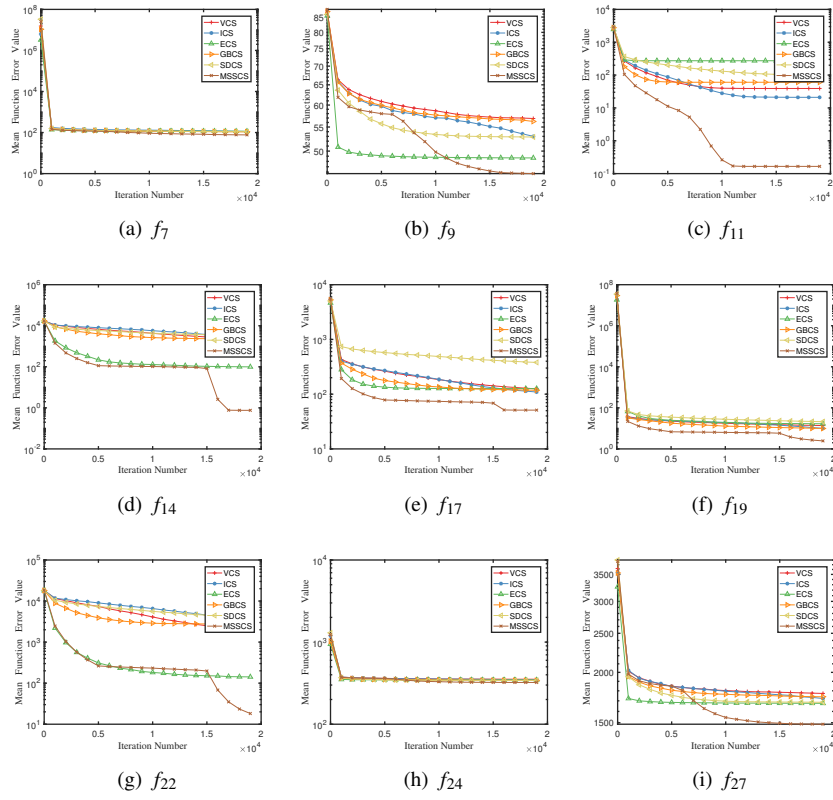 10^8
10^6
10^4
10^2
10^0
Mean Function Error Value
0 0.5 1 1.5 2
Iteration Number
×10^4
VCS
ICS
ECS
GBCS
SDCS
MSSCS
(a) f_7
85
80
75
70
65
60
55
50
Mean Function Error Value
0 0.5 1 1.5 2
Iteration Number
×10^4
VCS
ICS
ECS
GBCS
SDCS
MSSCS
(b) f_9
10^4
10^3
10^2
10^1
10^0
10^-1
Mean Function Error Value
0 0.5 1 1.5 2
Iteration Number
×10^4
VCS
ICS
ECS
GBCS
SDCS
MSSCS
(c) f_11
10^6
10^4
10^2
10^0
10^-2
Mean Function Error Value
0 0.5 1 1.5 2
Iteration Number
×10^4
VCS
ICS
ECS
GBCS
SDCS
MSSCS
(d) f_14
10^4
10^3
10^2
10^1
Mean Function Error Value
0 0.5 1 1.5 2
Iteration Number
×10^4
VCS
ICS
ECS
GBCS
SDCS
MSSCS
(e) f_17
10^8
10^6
10^4
10^2
10^0
Mean Function Error Value
0 0.5 1 1.5 2
Iteration Number
×10^4
VCS
ICS
ECS
GBCS
SDCS
MSSCS
(f) f_19
10^5
10^4
10^3
10^2
10^1
Mean Function Error Value
0 0.5 1 1.5 2
Iteration Number
×10^4
VCS
ICS
ECS
GBCS
SDCS
MSSCS
(g) f_22
10^4
10^3
10^2
Mean Function Error Value
0 0.5 1 1.5 2
Iteration Number
×10^4
VCS
ICS
ECS
GBCS
SDCS
MSSCS
(h) f_24
3500
3000
2500
2000
1500
Mean Function Error Value
0 0.5 1 1.5 2
Iteration Number
×10^4
VCS
ICS
ECS
GBCS
SDCS
MSSCS
(i) f_27